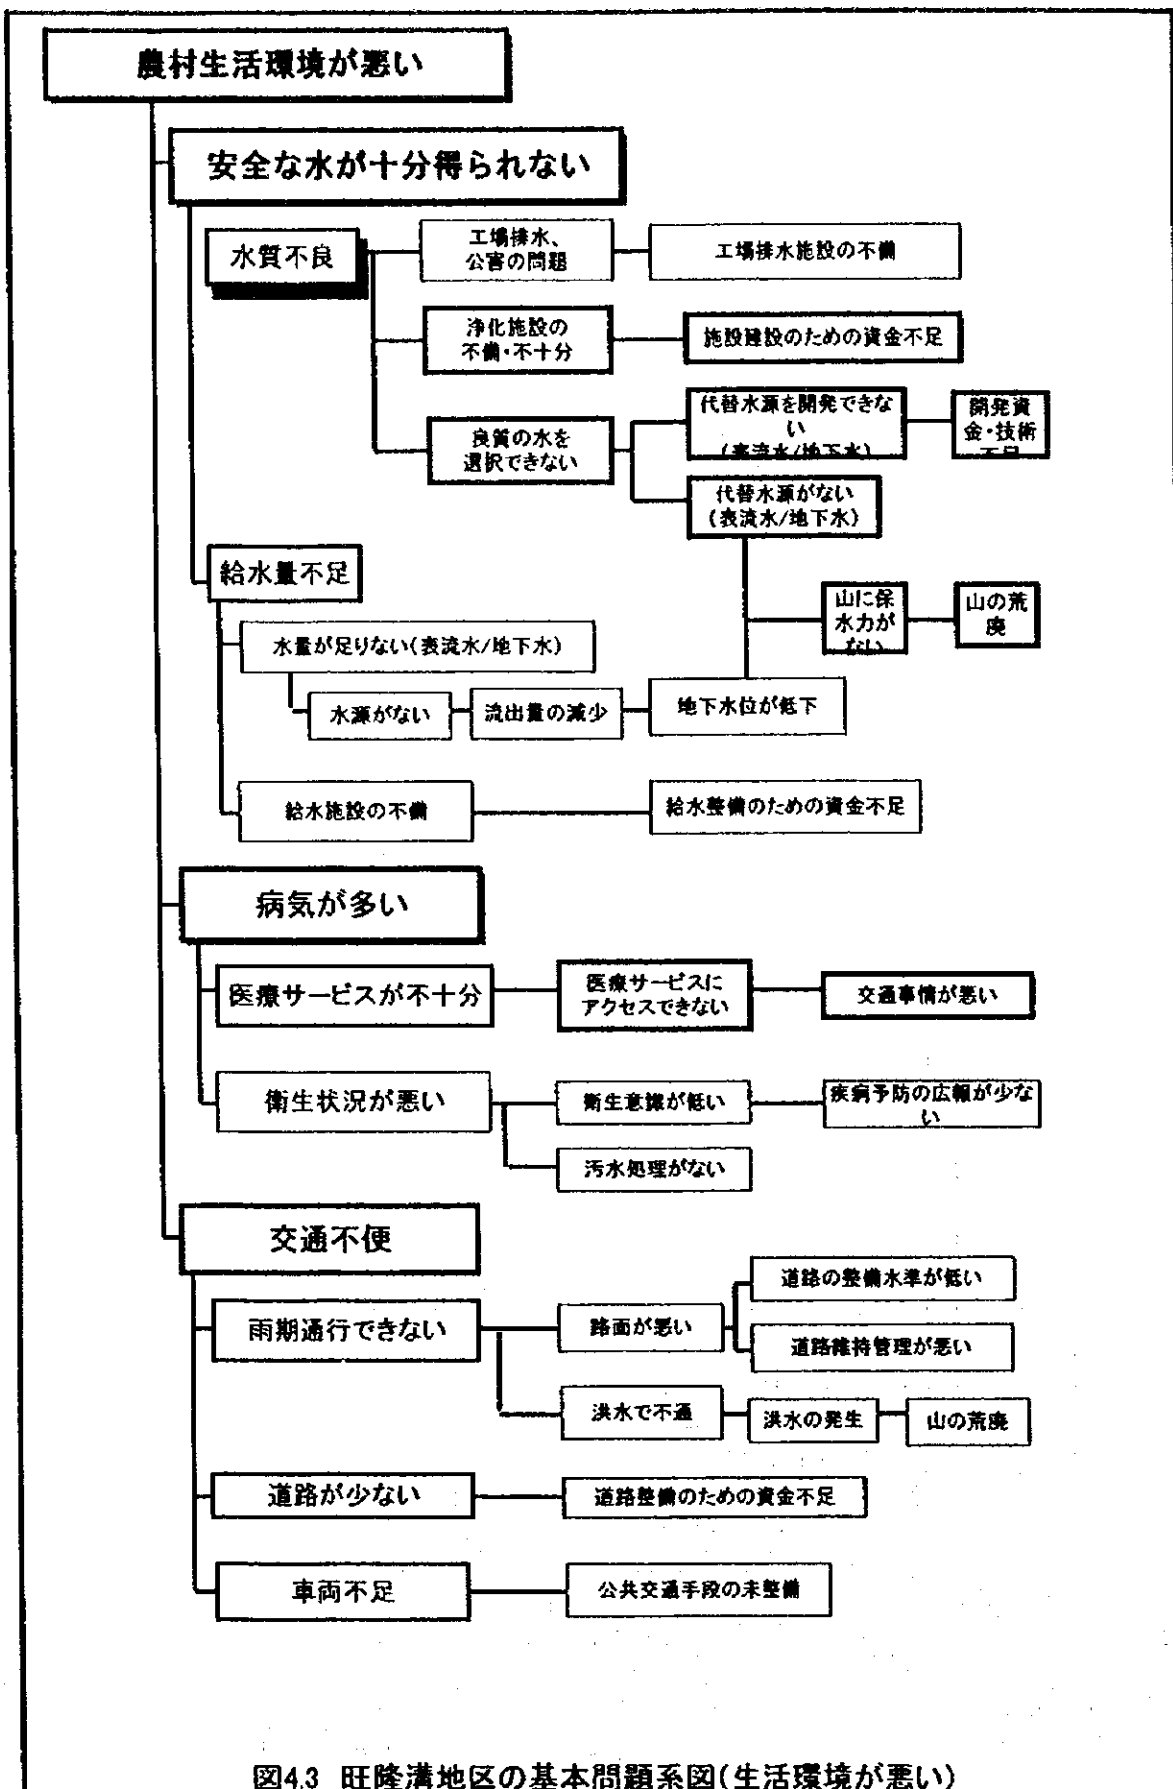 農村生活環境が悪い
安全な水が十分得られない
水質不良
工場排水、
公害の問題
工場排水施設の不備
浄化施設の
不備・不十分
施設建設のための資金不足
良質の水を
選択できない
代替水源を開発できな
い
(表流水/地下水)
開発資
金・技術
不足
代替水源がない
(表流水/地下水)
山に保
水力が
ない
山の荒
廃
給水量不足
水量が足りない(表流水/地下水)
水源がない
流出量の減少
地下水位が低下
給水施設の不備
給水整備のための資金不足
病気が多い
医療サービスが不十分
医療サービスに
アクセスできない
交通事情が悪い
衛生状況が悪い
衛生意識が低い
疾病予防の広報が少な
い
汚水処理がない
交通不便
雨期通行できない
路面が悪い
道路の整備水準が低い
道路維持管理が悪い
洪水で不通
洪水の発生
山の荒廃
道路が少ない
道路整備のための資金不足
車両不足
公共交通手段の未整備
図4.3 旺隆溝地区の基本問題系図(生活環境が悪い)